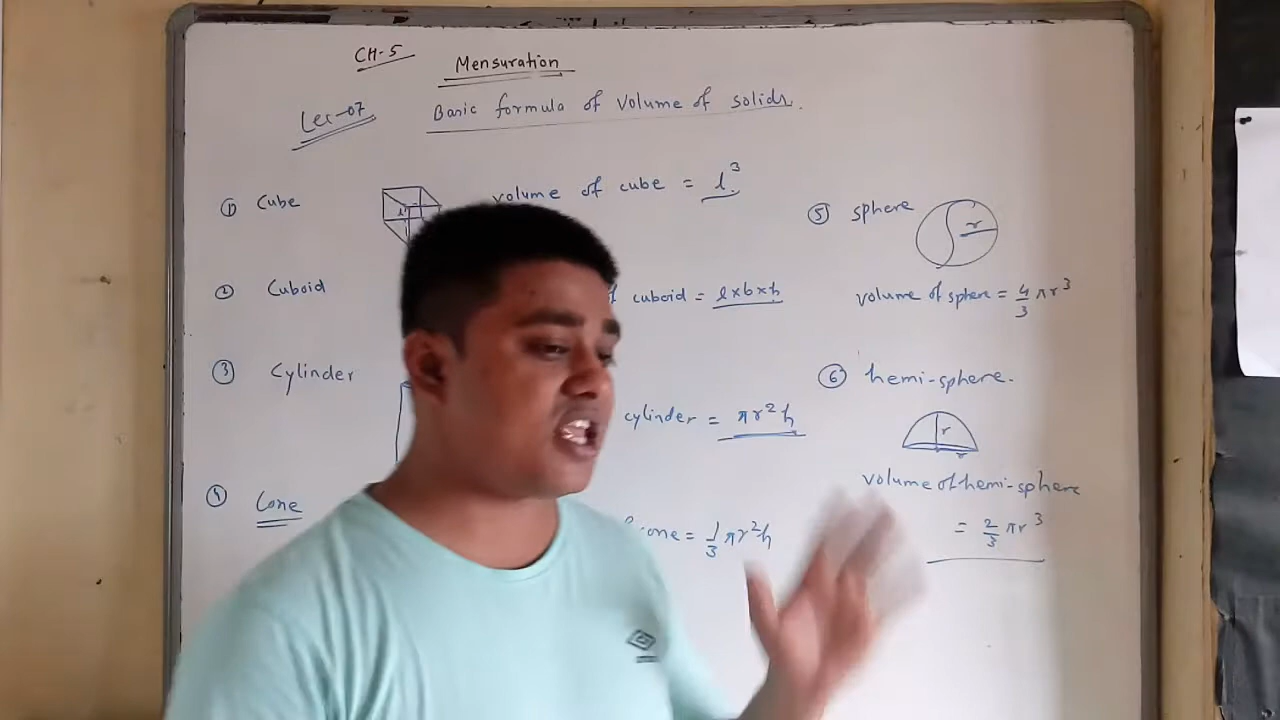 CH-5
Mensuration
Lec-07
Basic formula of Volume of solids.
① Cube
volume of cube = l³
② Cuboid
cuboid = l×b×h
③ Cylinder
cylinder = πr²h
④ Cone
cone = 1/3 πr²h
⑤ sphere
r
volume of sphere = 4/3 πr³
⑥ hemi-sphere.
r
r
volume of hemi-sphere
= 2/3 πr³